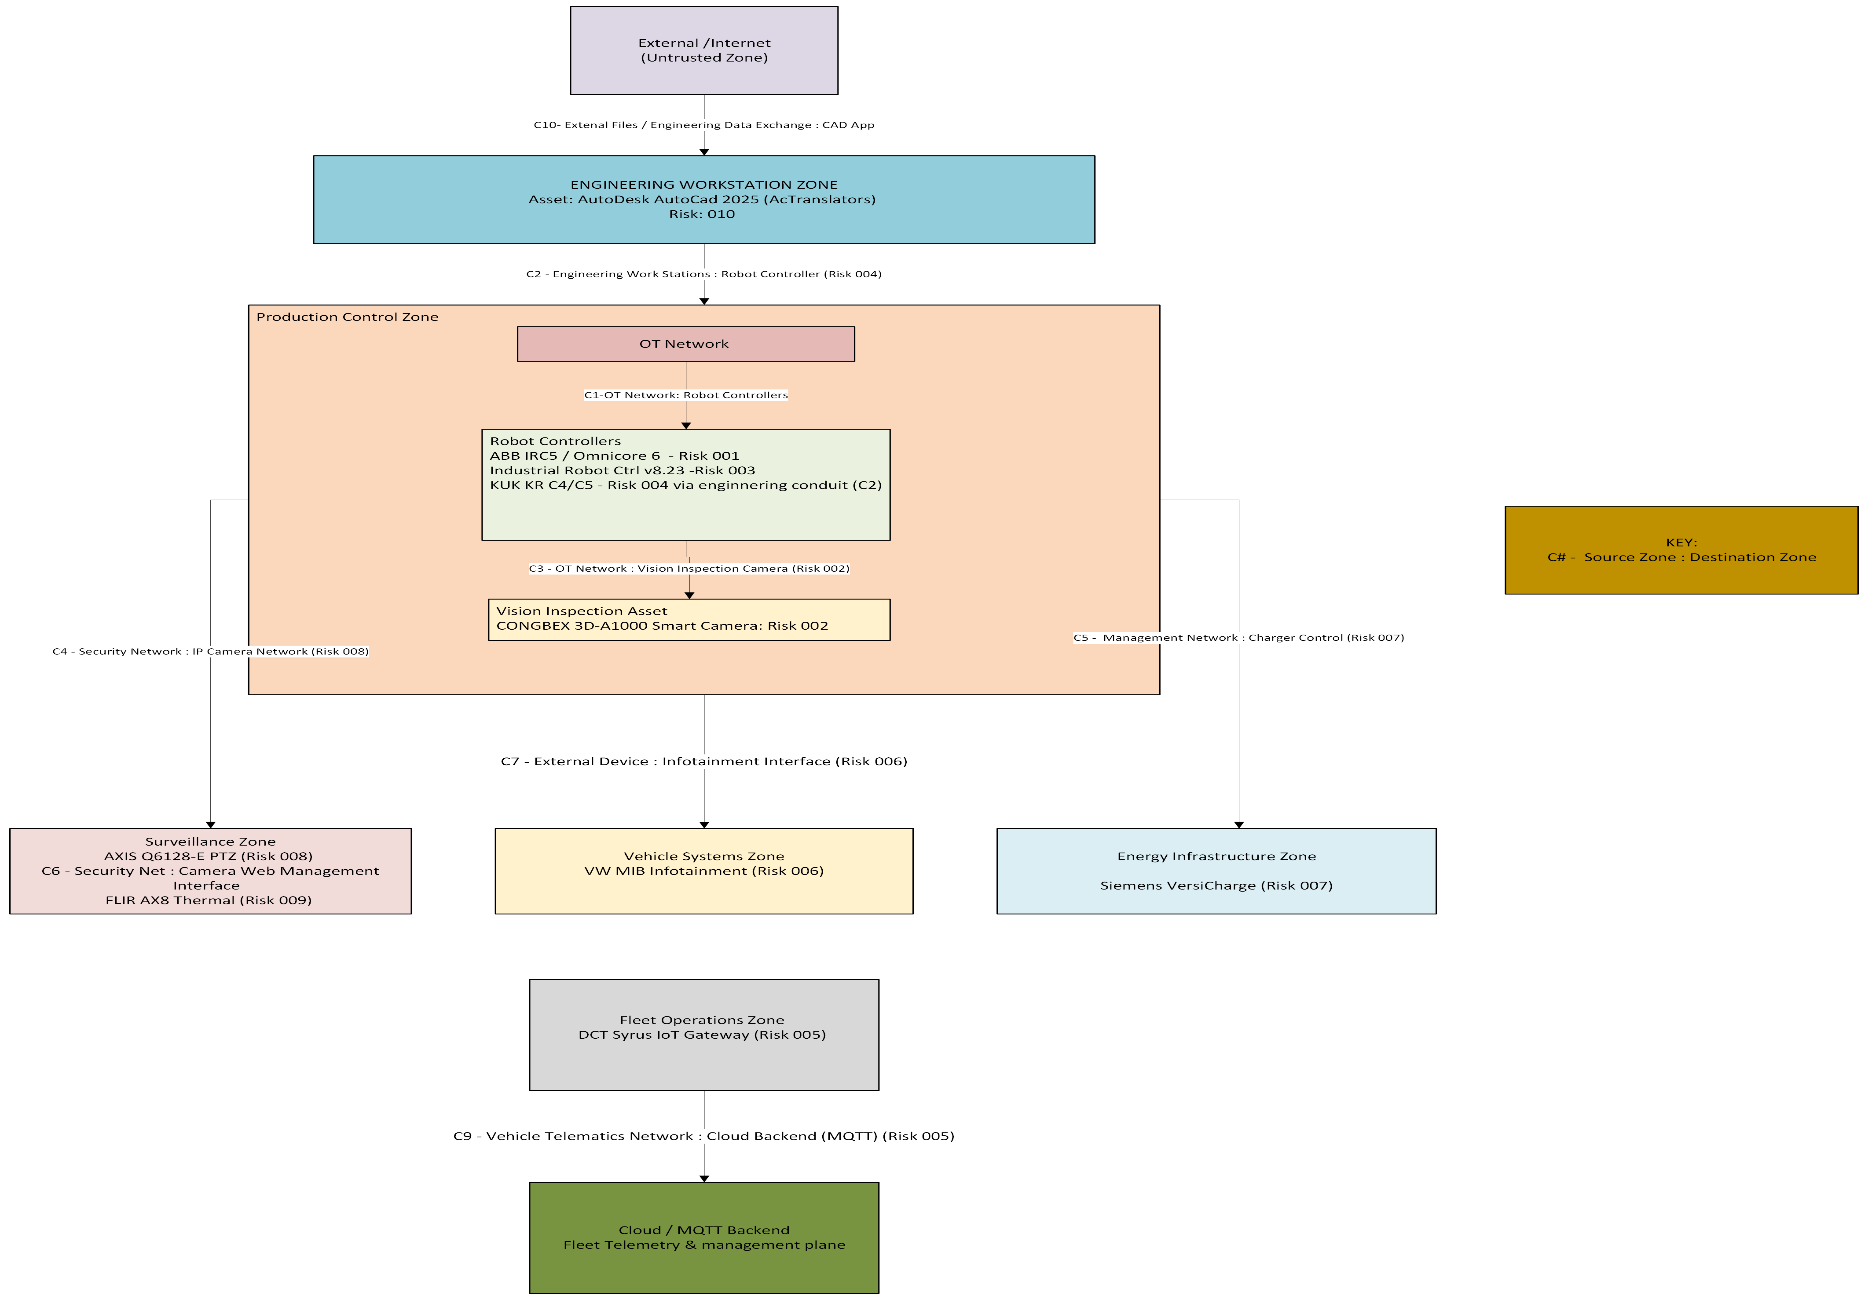 External /Internet
(Untrusted Zone)
C10- Extenal Files / Engineering Data Exchange : CAD App
ENGINEERING WORKSTATION ZONE
Asset: AutoDesk AutoCad 2025 (AcTranslators)
Risk: 010
C2 - Engineering Work Stations : Robot Controller (Risk 004)
Production Control Zone
OT Network
C1-OT Network: Robot Controllers
Robot Controllers
ABB IRC5 / Omnicore 6  - Risk 001
Industrial Robot Ctrl v8.23 -Risk 003
KUK KR C4/C5 - Risk 004 via enginnering conduit (C2)
C3 - OT Network : Vision Inspection Camera (Risk 002)
Vision Inspection Asset
CONGBEX 3D-A1000 Smart Camera: Risk 002
KEY:
C# -  Source Zone : Destination Zone
C5 -  Management Network : Charger Control (Risk 007)
C4 - Security Network : IP Camera Network (Risk 008)
C7 - External Device : Infotainment Interface (Risk 006)
Surveillance Zone
AXIS Q6128-E PTZ (Risk 008)
C6 - Security Net : Camera Web Management
Interface
FLIR AX8 Thermal (Risk 009)
Vehicle Systems Zone
VW MIB Infotainment (Risk 006)
Energy Infrastructure Zone
Siemens VersiCharge (Risk 007)
Fleet Operations Zone
DCT Syrus IoT Gateway (Risk 005)
C9 - Vehicle Telematics Network : Cloud Backend (MQTT) (Risk 005)
Cloud / MQTT Backend
Fleet Telemetry & management plane